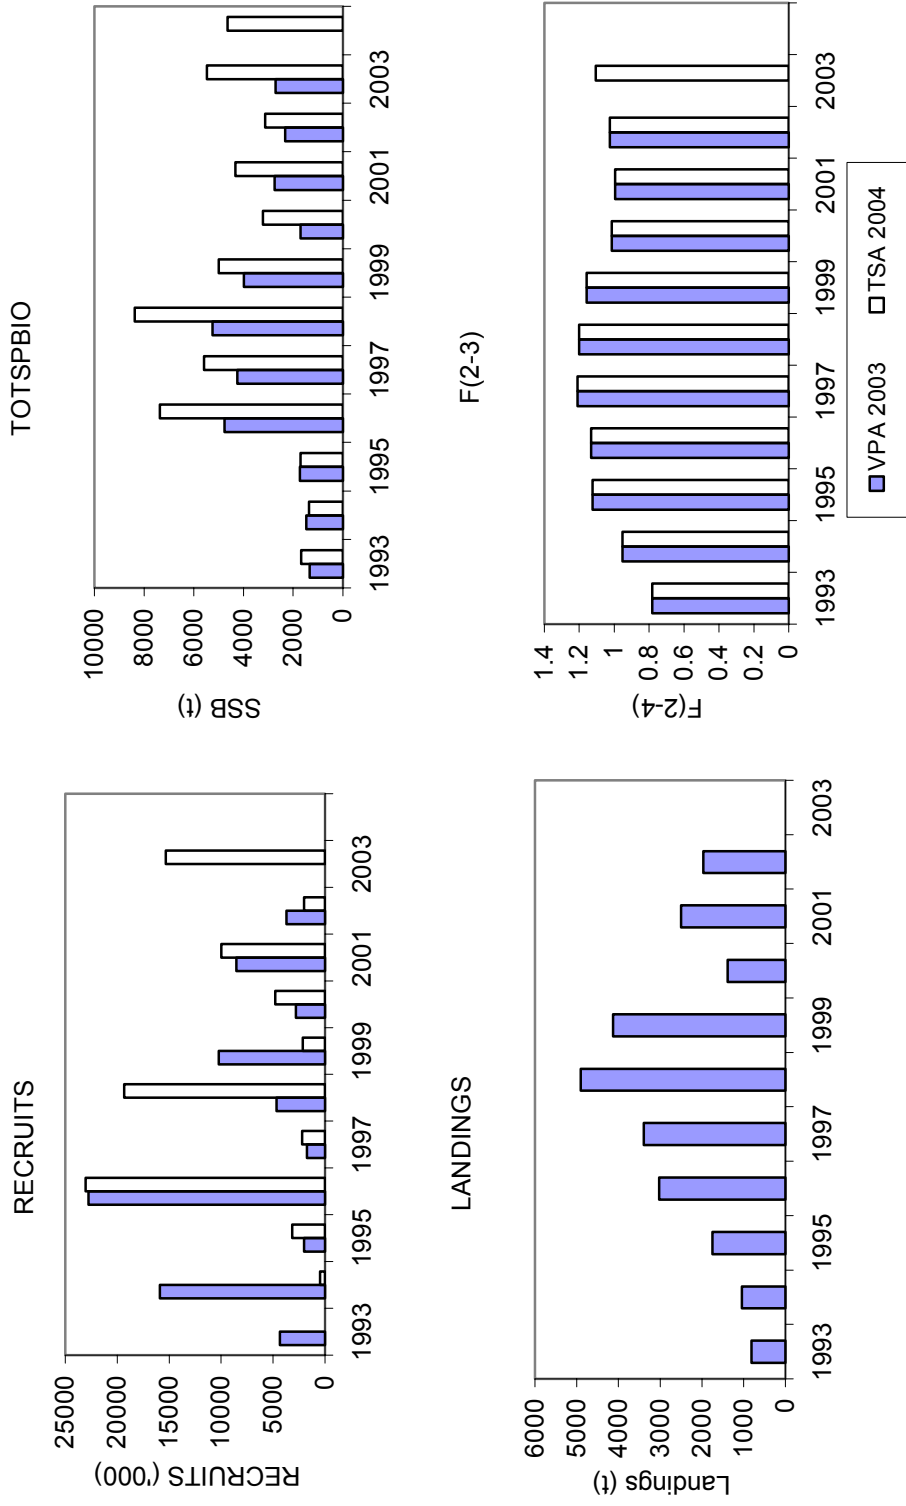 RECRUITS
RECRUITS ('000)
25000
20000
15000
10000
5000
0
1993 1995 1997 1999 2001 2003
TOTSPBIO
SSB (t)
10000
8000
6000
4000
2000
0
1993 1995 1997 1999 2001 2003
LANDINGS
Landings (t)
6000
5000
4000
3000
2000
1000
0
1993 1995 1997 1999 2001 2003
F(2-3)
F(2-4)
1.4
1.2
1
0.8
0.6
0.4
0.2
0
1993 1995 1997 1999 2001 2003
VPA 2003 TSA 2004